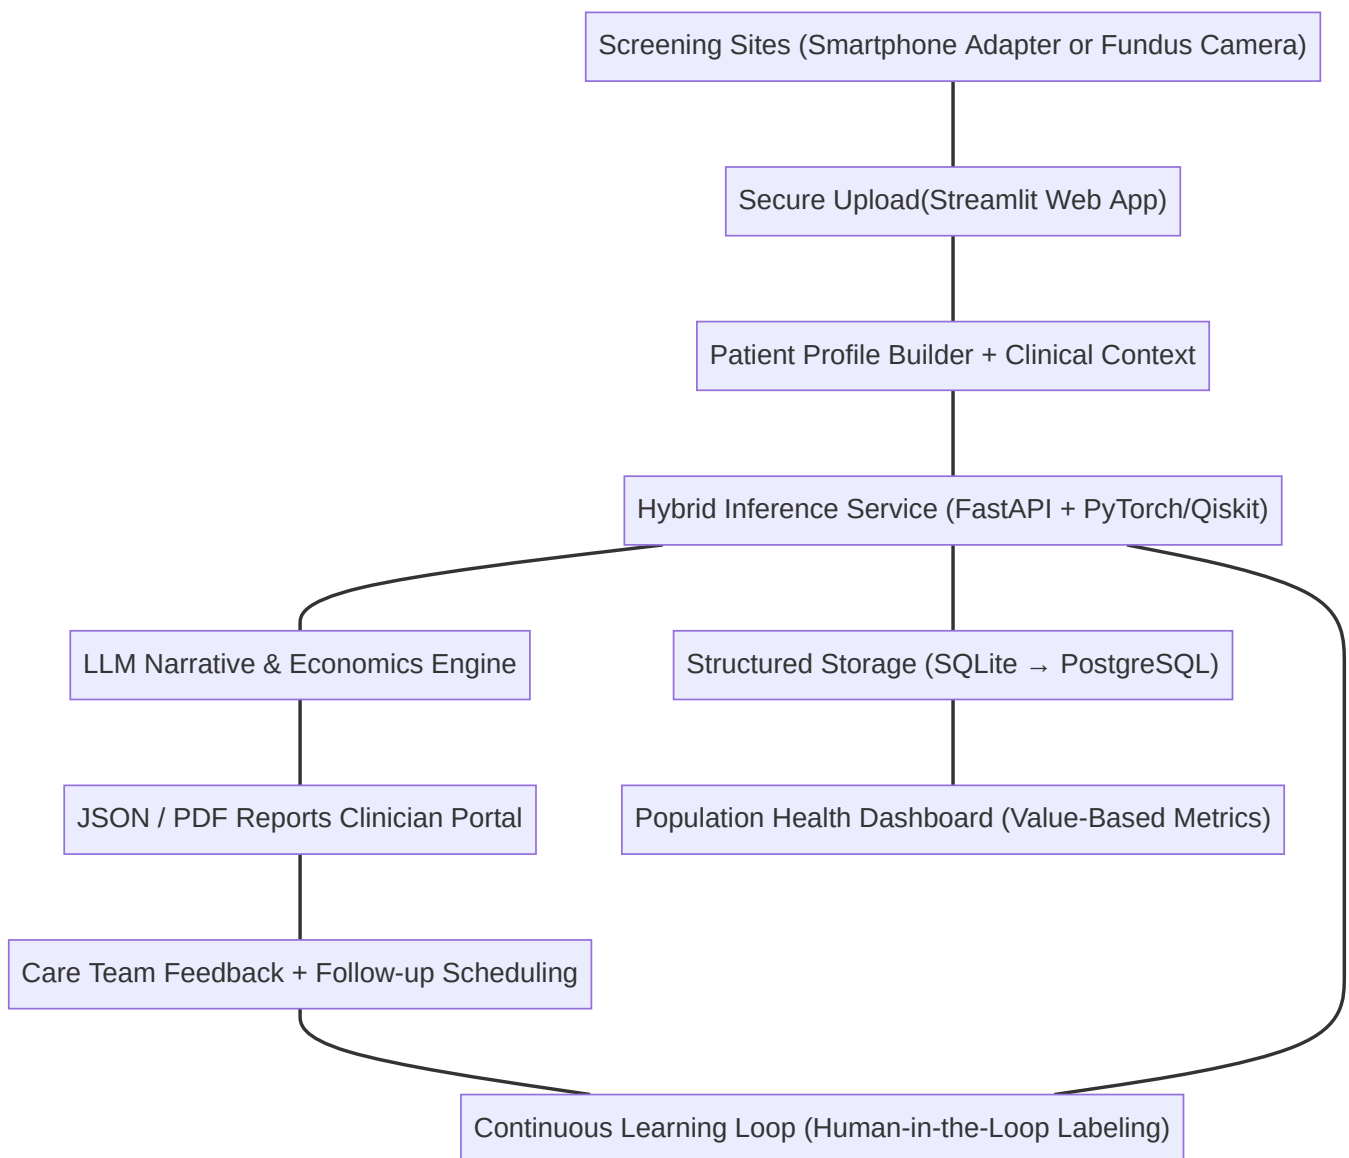 Screening Sites (Smartphone Adapter or Fundus Camera)
Secure Upload(Streamlit Web App)
Patient Profile Builder + Clinical Context
Hybrid Inference Service (FastAPI + PyTorch/Qiskit)
LLM Narrative & Economics Engine
Structured Storage (SQLite → PostgreSQL)
JSON / PDF Reports Clinician Portal
Population Health Dashboard (Value-Based Metrics)
Care Team Feedback + Follow-up Scheduling
Continuous Learning Loop (Human-in-the-Loop Labeling)